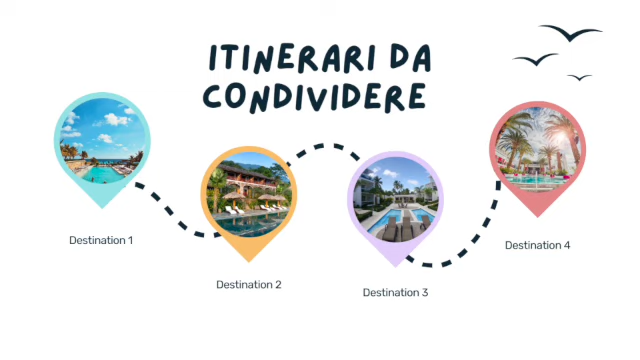 ITINERARI DA
CONDIVIDERE
Destination 1
Destination 2
Destination 3
Destination 4